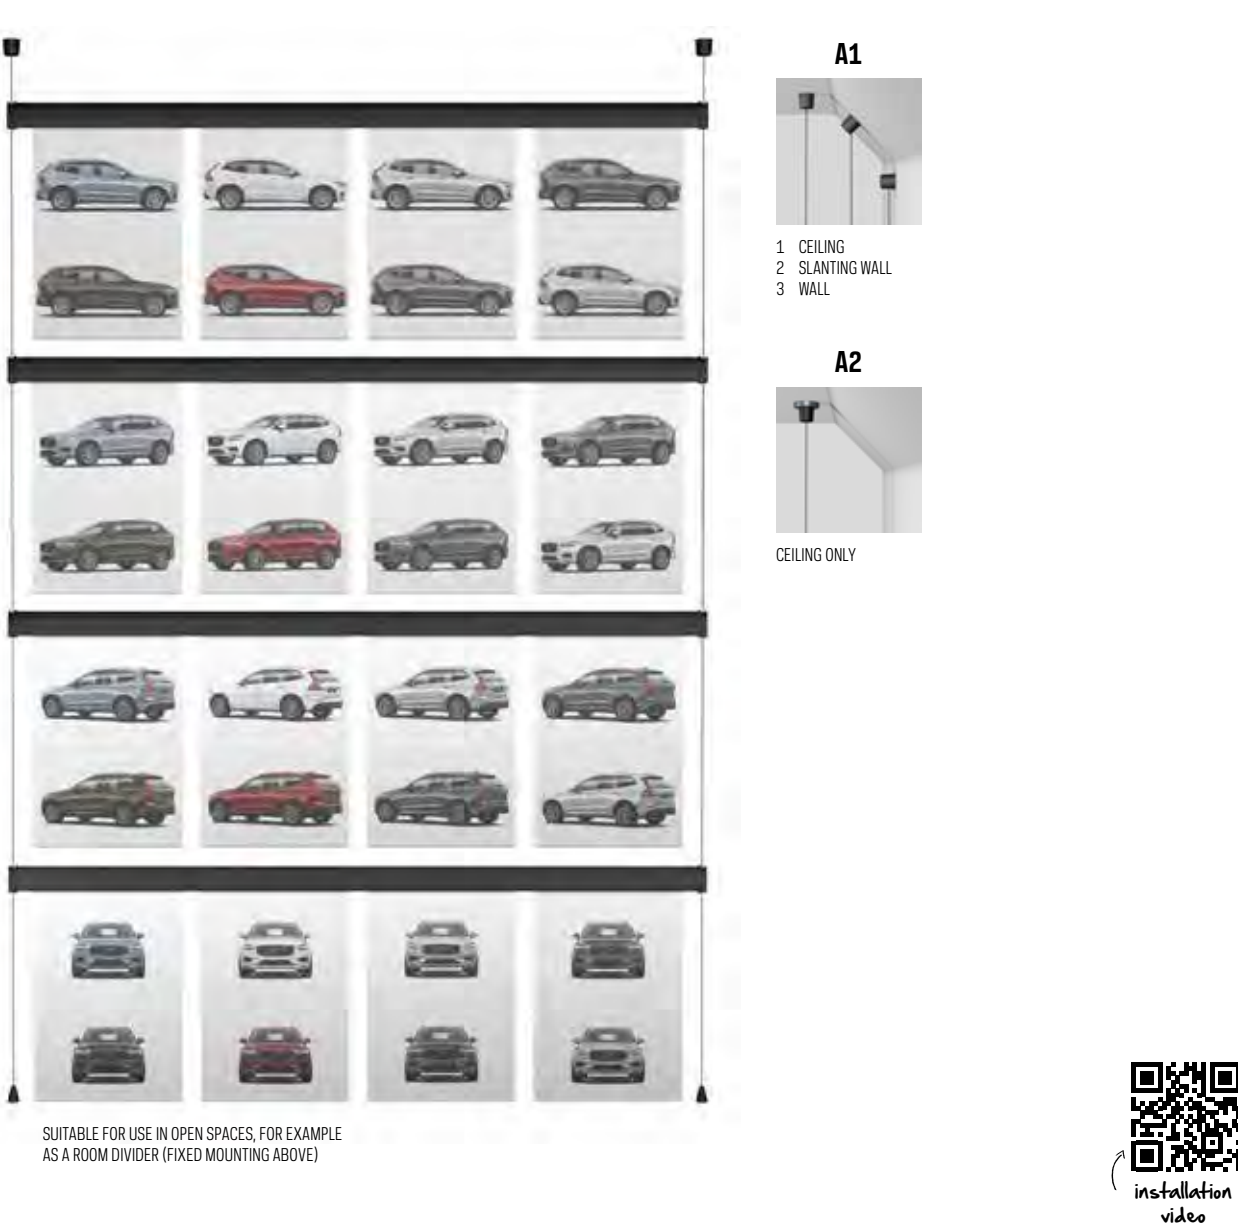 A1
1 CEILING
2 SLANTING WALL
3 WALL
A2
CEILING ONLY
SUITABLE FOR USE IN OPEN SPACES, FOR EXAMPLE
AS A ROOM DIVIDER (FIXED MOUNTING ABOVE)
installation
video